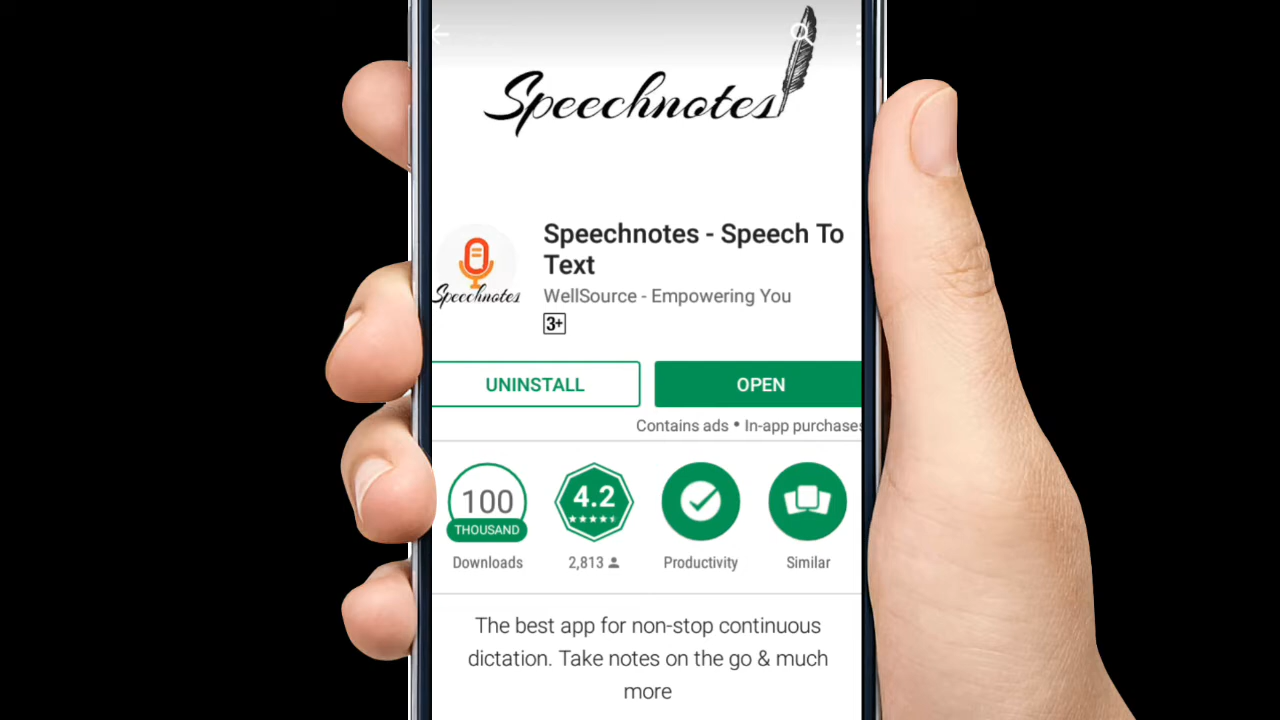 Speechnotes
Speechnotes - Speech To
Text
Speechnotes
WellSource - Empowering You
3+
UNINSTALL
OPEN
Contains ads • In-app purchases
100
THOUSAND
4.2
Downloads
2,813
Productivity
Similar
The best app for non-stop continuous
dictation. Take notes on the go & much
more